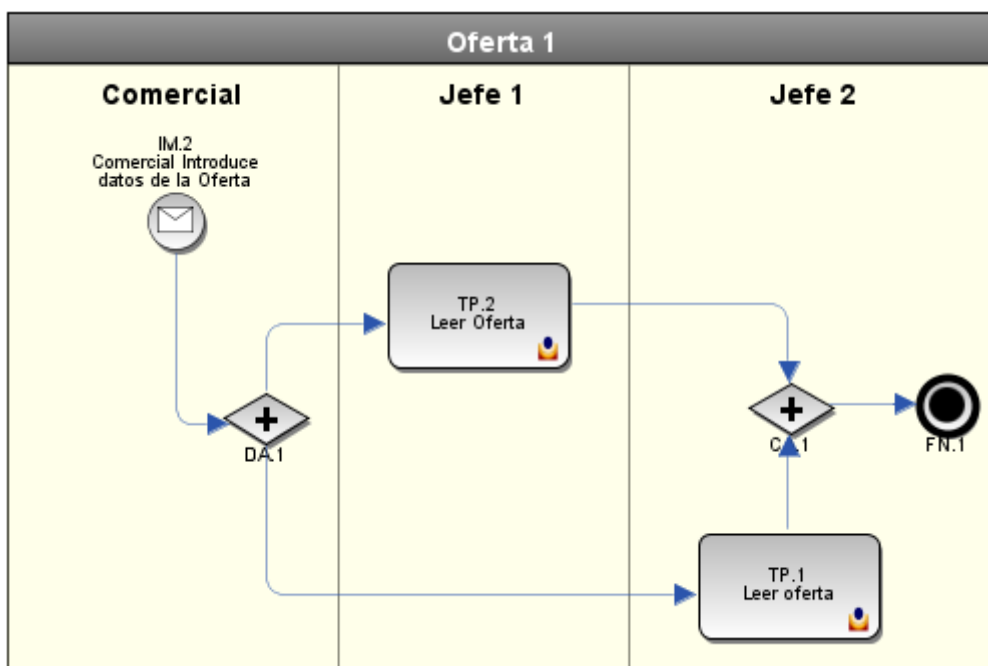 Oferta 1
Comercial
Jefe 1
Jefe 2
IM.2
Comercial Introduce
datos de la Oferta
TP.2
Leer Oferta
DA.1
FN.1
TP.1
Leer oferta